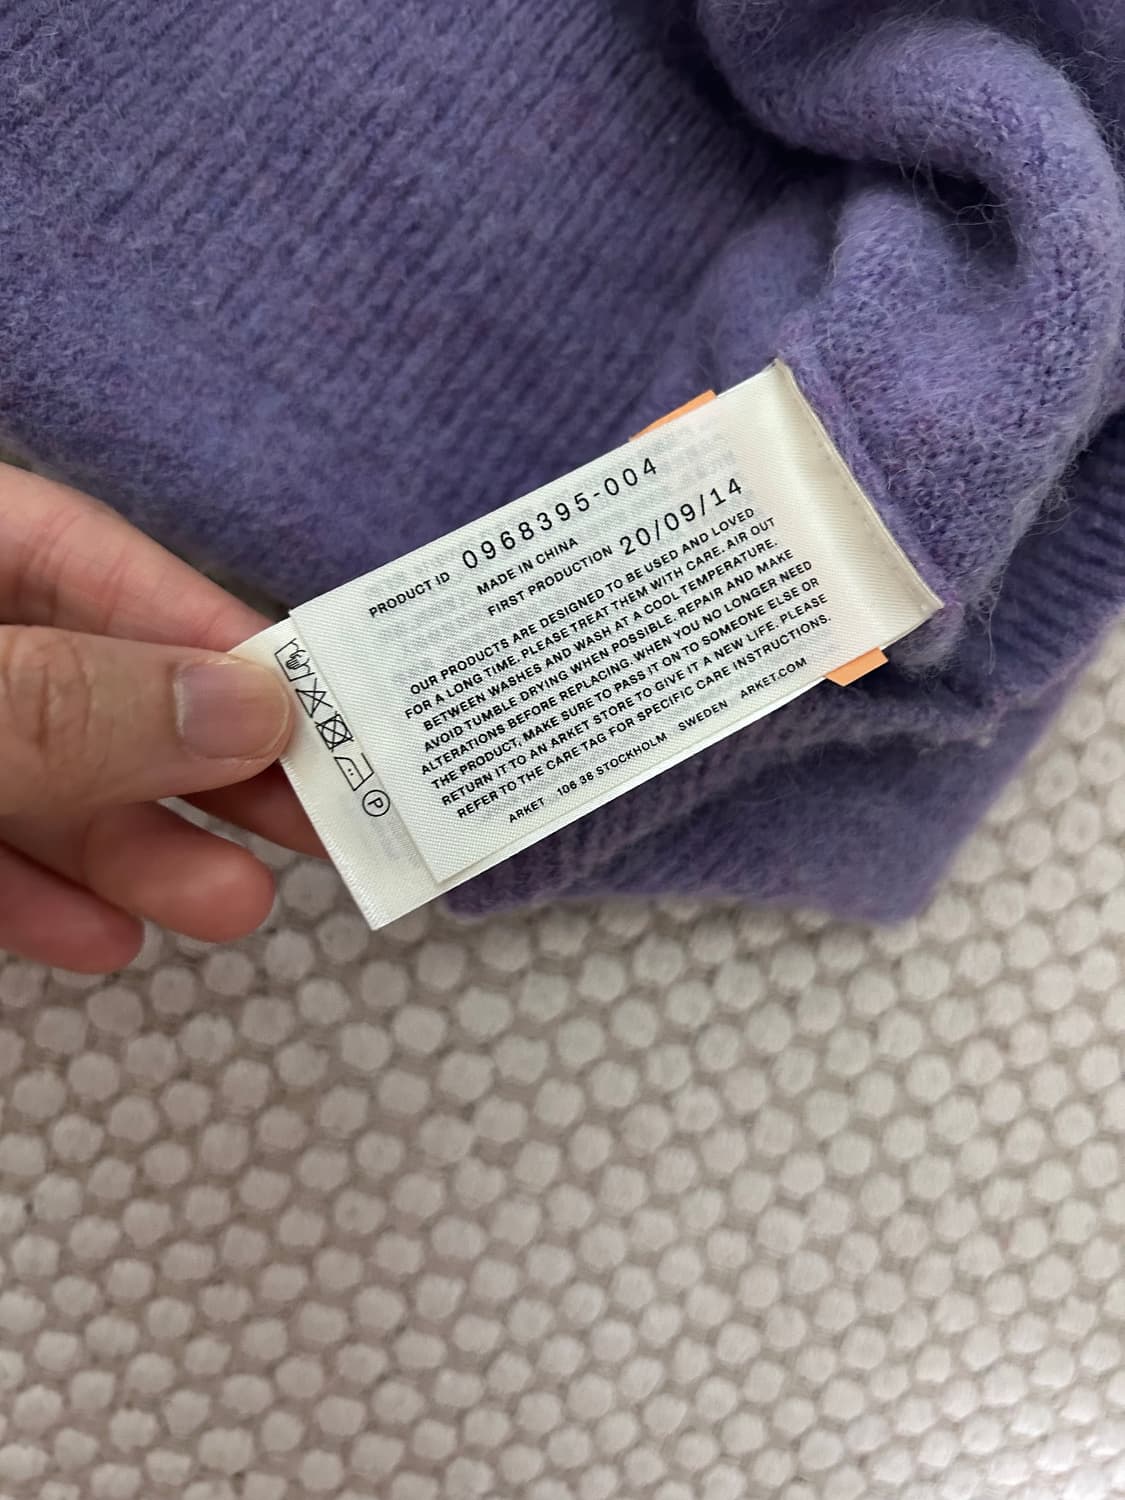 PRODUCT ID 0968395-004
MADE IN CHINA
FIRST PRODUCTION 20/09/14
OUR PRODUCTS ARE DESIGNED TO BE USED AND LOVED
FOR A LONG TIME. PLEASE TREAT THEM WITH CARE. AIR OUT
BETWEEN WASHES AND WASH AT A COOL TEMPERATURE.
AVOID TUMBLE DRYING WHEN POSSIBLE. REPAIR AND MAKE
ALTERATIONS BEFORE REPLACING. WHEN YOU NO LONGER NEED
THE PRODUCT, MAKE SURE TO PASS IT ON TO SOMEONE ELSE OR
RETURN IT TO AN ARKET STORE TO GIVE IT A NEW LIFE. PLEASE
REFER TO THE CARE TAG FOR SPECIFIC CARE INSTRUCTIONS.
ARKET 106 38 STOCKHOLM SWEDEN ARKET.COM
P